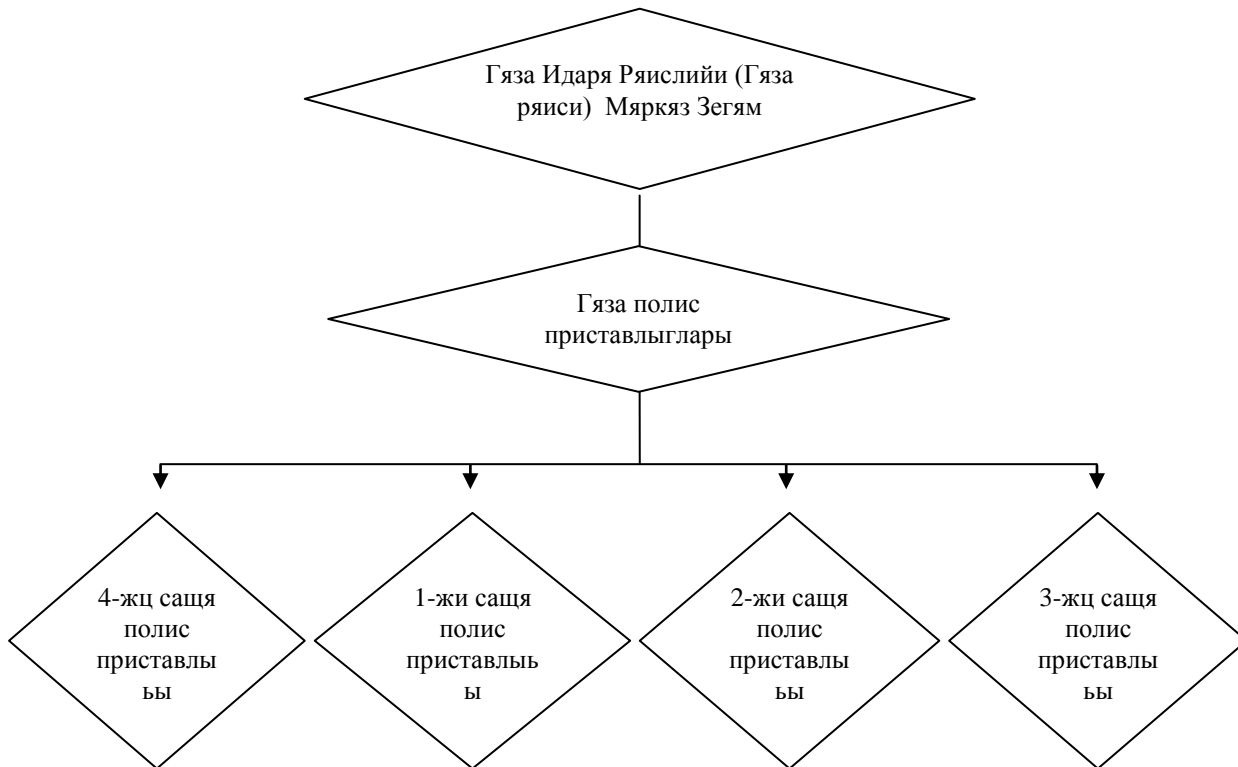 Гяза Идаря Ряислийи (Гяза
ряиси) Мяркяз Зегям
Гяза полис
приставлыглары
4-жц сащя
полис
приставлы
ьы
1-жи сащя
полис
приставлыь
ы
2-жи сащя
полис
приставлы
ьы
3-жц сащя
полис
приставлы
ьы